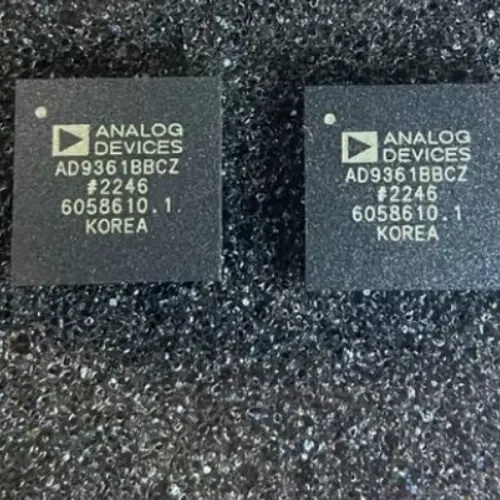 ANALOG
DEVICES
AD9361BBCZ
#2246
6058610.1
KOREA
ANALOG
DEVICES
AD9361BBCZ
#2246
6058610.1
KOREA